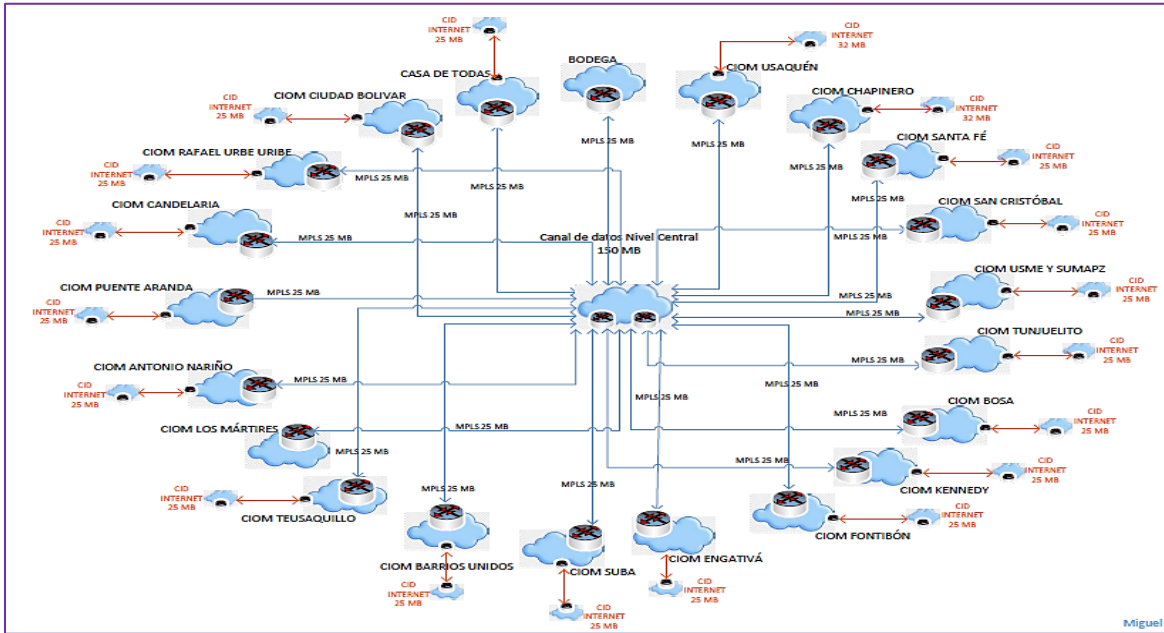 CID
INTERNET
25 MB
CASA DE TODAS
BODEGA
CIOM USAQUÉN
CID
INTERNET
32 MB
CIOM CIUDAD BOLIVAR
CID
INTERNET
25 MB
CIOM CHAPINERO
CID
INTERNET
32 MB
CIOM SANTA FÉ
CID
INTERNET
25 MB
CIOM RAFAEL URBE URIBE
CID
INTERNET
25 MB
CIOM CANDELARIA
CID
INTERNET
25 MB
CIOM SAN CRISTÓBAL
CID
INTERNET
25 MB
MPLS 25 MB
MPLS 25 MB
MPLS 25 MB
MPLS 25 MB
MPLS 25 MB
MPLS 25 MB
MPLS 25 MB
MPLS 25 MB
MPLS 25 MB
MPLS 25 MB
Canal de datos Nivel Central
150 MB
CIOM PUENTE ARANDA
CID
INTERNET
25 MB
MPLS 25 MB
MPLS 25 MB
MPLS 25 MB
CIOM USME Y SUMAPZ
CID
INTERNET
25 MB
CIOM TUNJUELITO
CID
INTERNET
25 MB
MPLS 25 MB
CIOM ANTONIO NARIÑO
CID
INTERNET
25 MB
MPLS 25 MB
MPLS 25 MB
MPLS 25 MB
CIOM BOSA
CID
INTERNET
25 MB
MPLS 25 MB
CIOM LOS MÁRTIRES
MPLS 25 MB
MPLS 25 MB
MPLS 25 MB
CIOM KENNEDY
CID
INTERNET
25 MB
CIOM TEUSAQUILLO
CID
INTERNET
25 MB
MPLS 25 MB
MPLS 25 MB
MPLS 25 MB
CIOM FONTIBÓN
CID
INTERNET
25 MB
CIOM BARRIOS UNIDOS
CID
INTERNET
25 MB
CIOM SUBA
CID
INTERNET
25 MB
CIOM ENGATIVÁ
CID
INTERNET
25 MB
Miguel